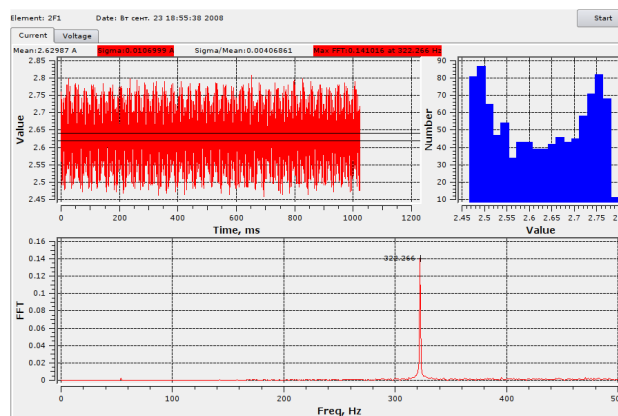 Element: 2F1 Date: Вт сент. 23 18:55:38 2008 Start
Current Voltage
Mean:2.62987 A Sigma:0.0106999 A Sigma/Mean:0.00406861 Max FFT:0.141016 at 322.266 Hz
2.85
2.8
2.75
2.7
2.65
2.6
2.55
2.5
2.45
Value
0 200 400 600 800 1000 1200
Time, ms
90
80
70
60
50
40
30
20
10
Number
2.45 2.5 2.55 2.6 2.65 2.7 2.75
Value
0.16
0.14
0.12
0.1
0.08
0.06
0.04
0.02
0
FFT
322.266
0 100 200 300 400
Freq, Hz